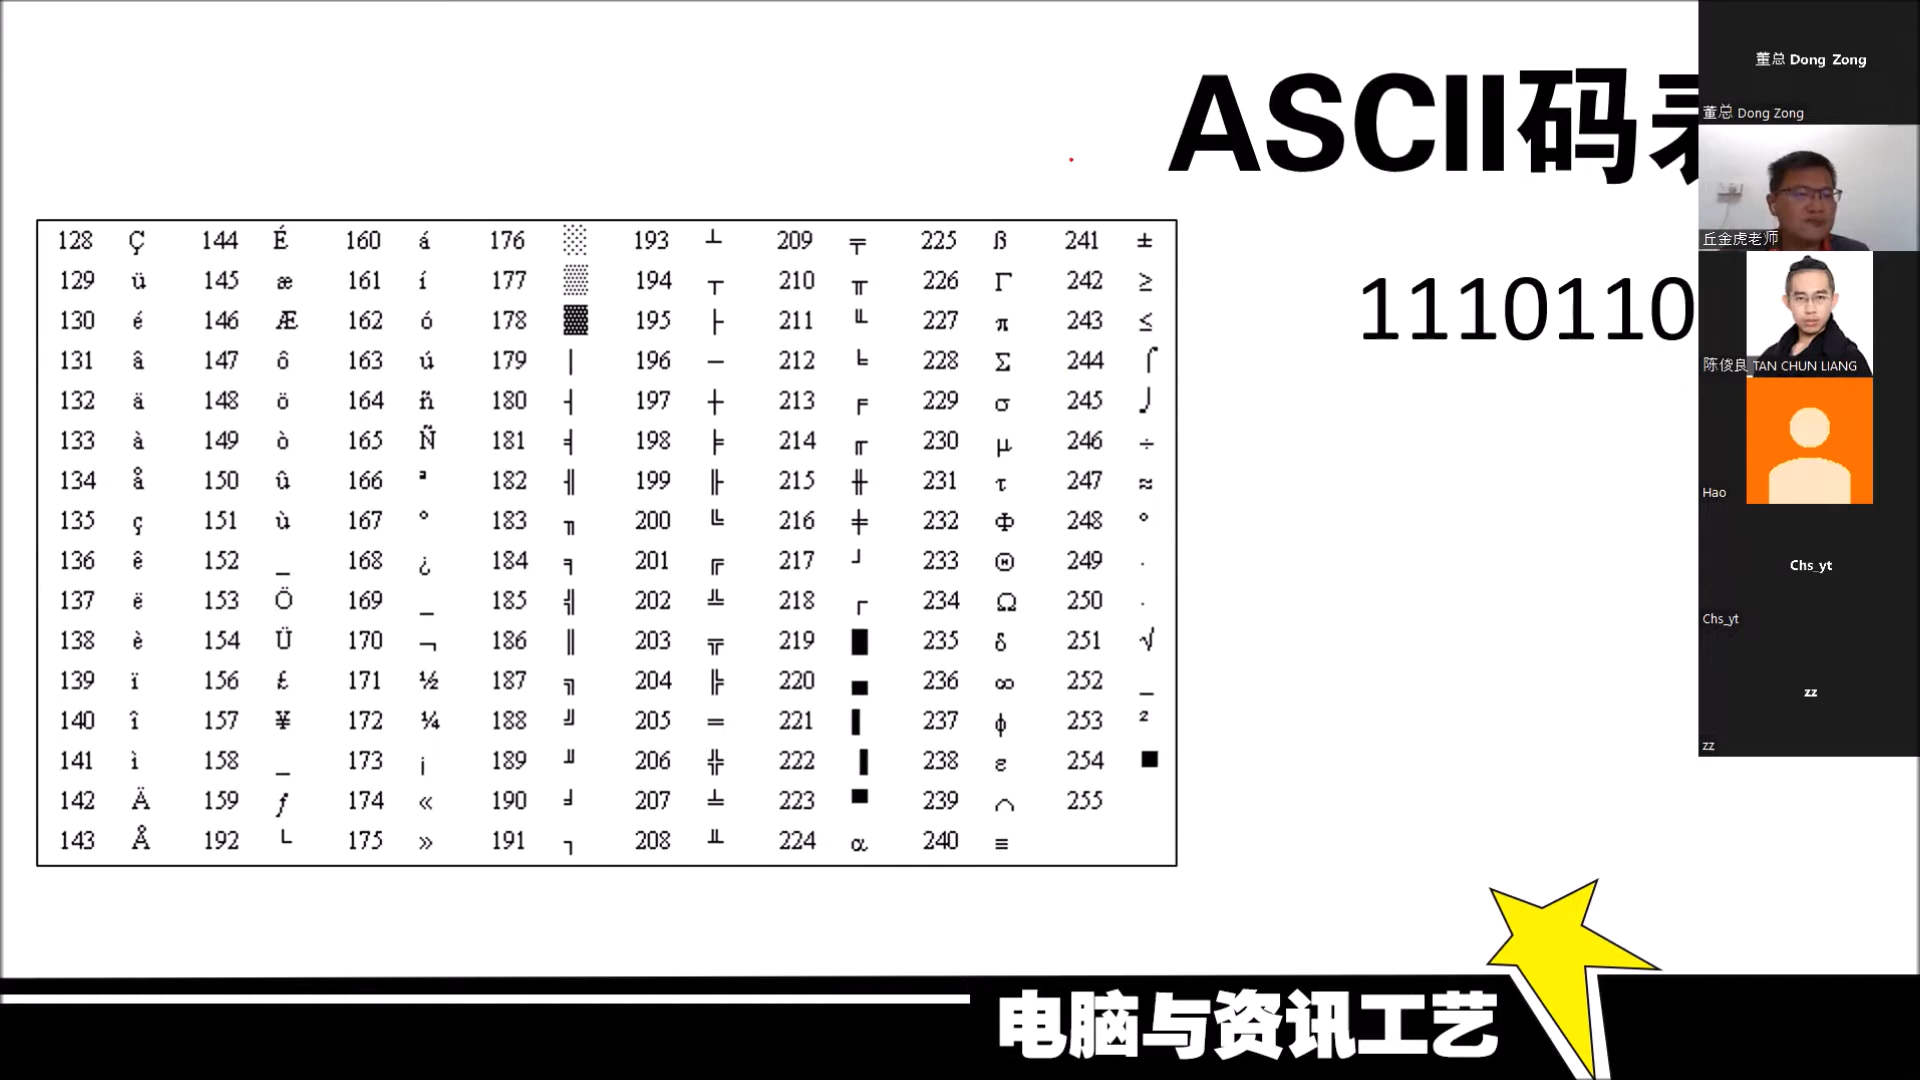 ASCII码表
11101100
128 Ç 144 É 160 á 176 ░ 193 ┴ 209 ╤ 225 ß 241 ±
129 ü 145 æ 161 í 177 ▒ 194 ┬ 210 ╥ 226 Γ 242 ≥
130 é 146 Æ 162 ó 178 ▓ 195 ├ 211 ╙ 227 π 243 ≤
131 â 147 ô 163 ú 179 │ 196 ─ 212 ╘ 228 Σ 244 ⌠
132 ä 148 ö 164 ñ 180 ┤ 197 ┼ 213 ╒ 229 σ 245 ⌡
133 à 149 ò 165 Ñ 181 ╡ 198 ╞ 214 ╓ 230 µ 246 ÷
134 å 150 û 166 ª 182 ╢ 199 ╟ 215 ╫ 231 τ 247 ≈
135 ç 151 ù 167 º 183 ╖ 200 ╚ 216 ╪ 232 Φ 248 °
136 ê 152 _ 168 ¿ 184 ╕ 201 ╔ 217 ┘ 233 Θ 249 ·
137 ë 153 Ö 169 _ 185 ╣ 202 ╩ 218 ┌ 234 Ω 250 ·
138 è 154 Ü 170 ¬ 186 ║ 203 ╦ 219 █ 235 δ 251 √
139 ï 156 £ 171 ½ 187 ╗ 204 ╠ 220 ▄ 236 ∞ 252 _
140 î 157 ¥ 172 ¼ 188 ╝ 205 ═ 221 ▌ 237 φ 253 ²
141 ì 158 _ 173 ¡ 189 ╜ 206 ╬ 222 ▐ 238 ε 254 ■
142 Ä 159 ƒ 174 « 190 ╛ 207 ╧ 223 ▀ 239 ∩ 255
143 Å 192 └ 175 » 191 ┐ 208 ╨ 224 α 240 ≡
电脑与资讯工艺
董总 Dong Zong
董总 Dong Zong
丘金虎老师
陈俊良 TAN CHUN LIANG
Hao
Chs_yt
Chs_yt
zz
zz